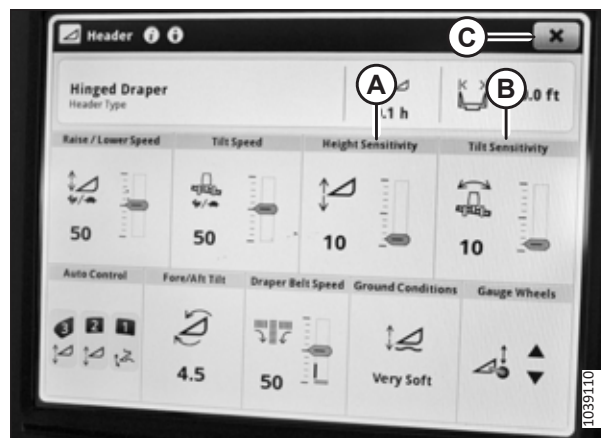 Header
C
A
B
Hinged Draper
Header Type
.1 h
.0 ft
Raise / Lower Speed
Tilt Speed
Height Sensitivity
Tilt Sensitivity
50
50
10
10
Auto Control
Fore/Aft Tilt
Draper Belt Speed
Ground Conditions
Gauge Wheels
3 2 1
4.5
50
Very Soft
1039110